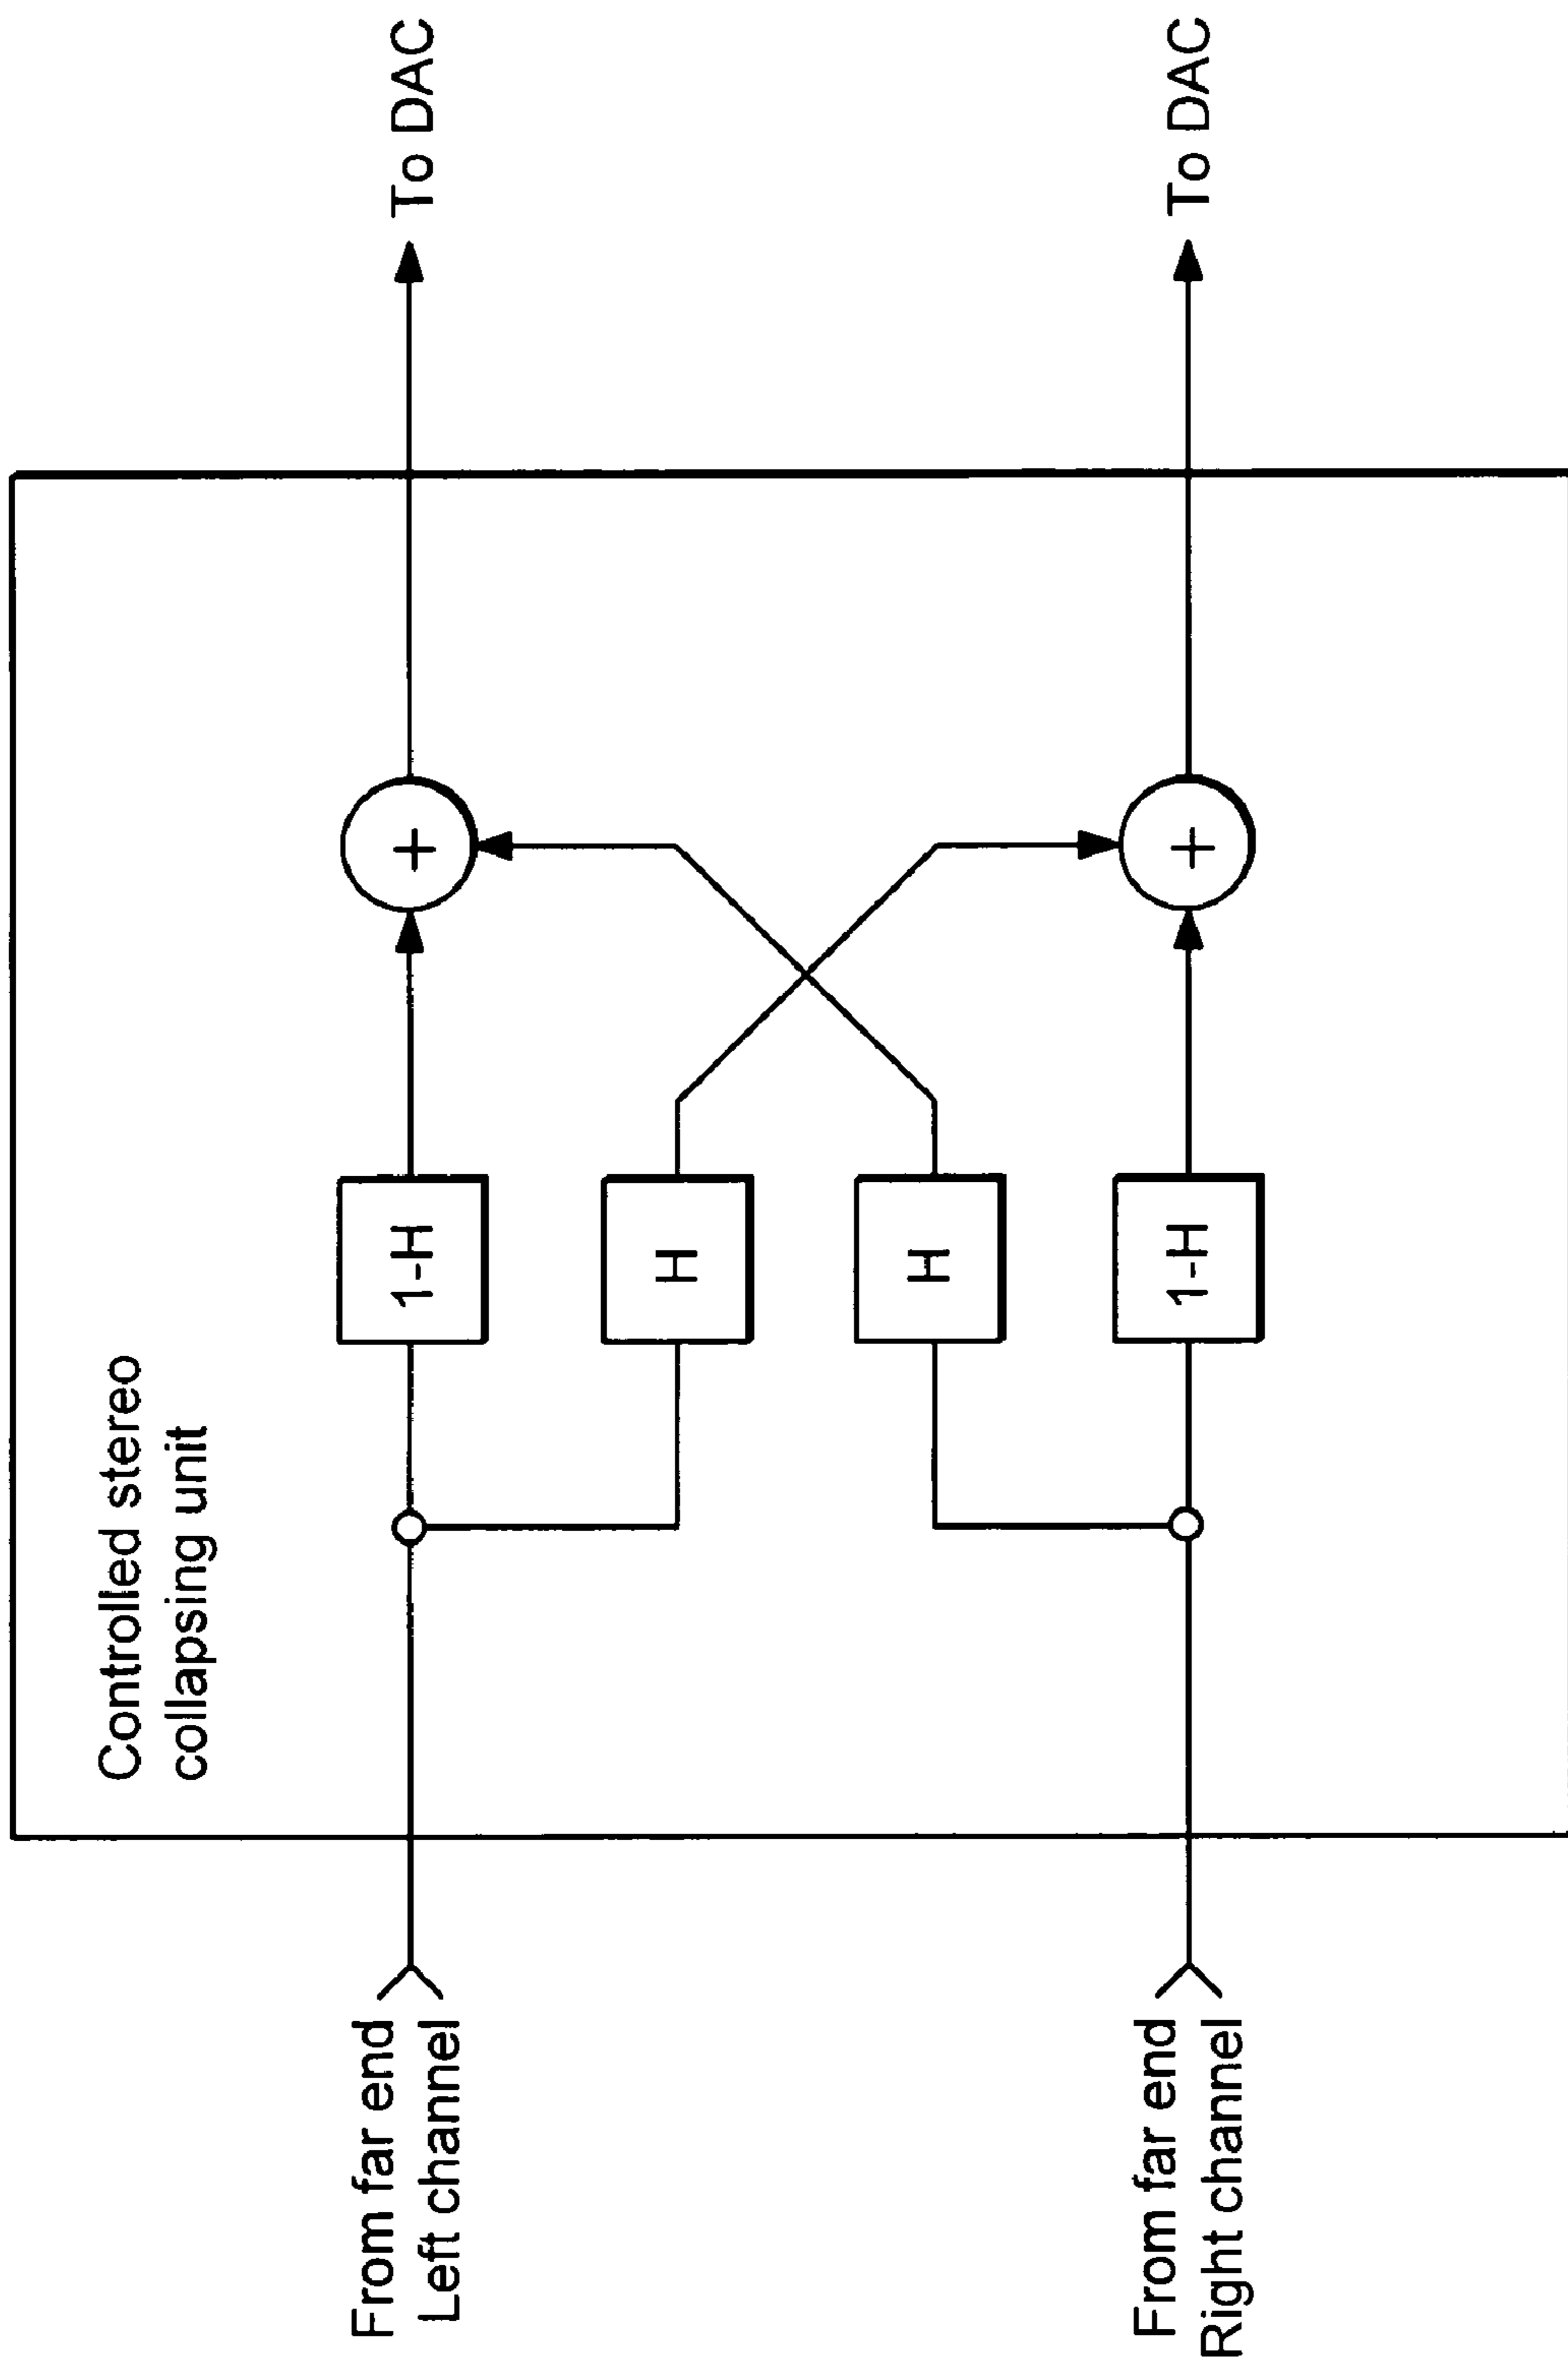 Controlled stereo
collapsing unit
From far end
Left channel
1-H
+
To DAC
H
H
From far end
Right channel
1-H
+
To DAC